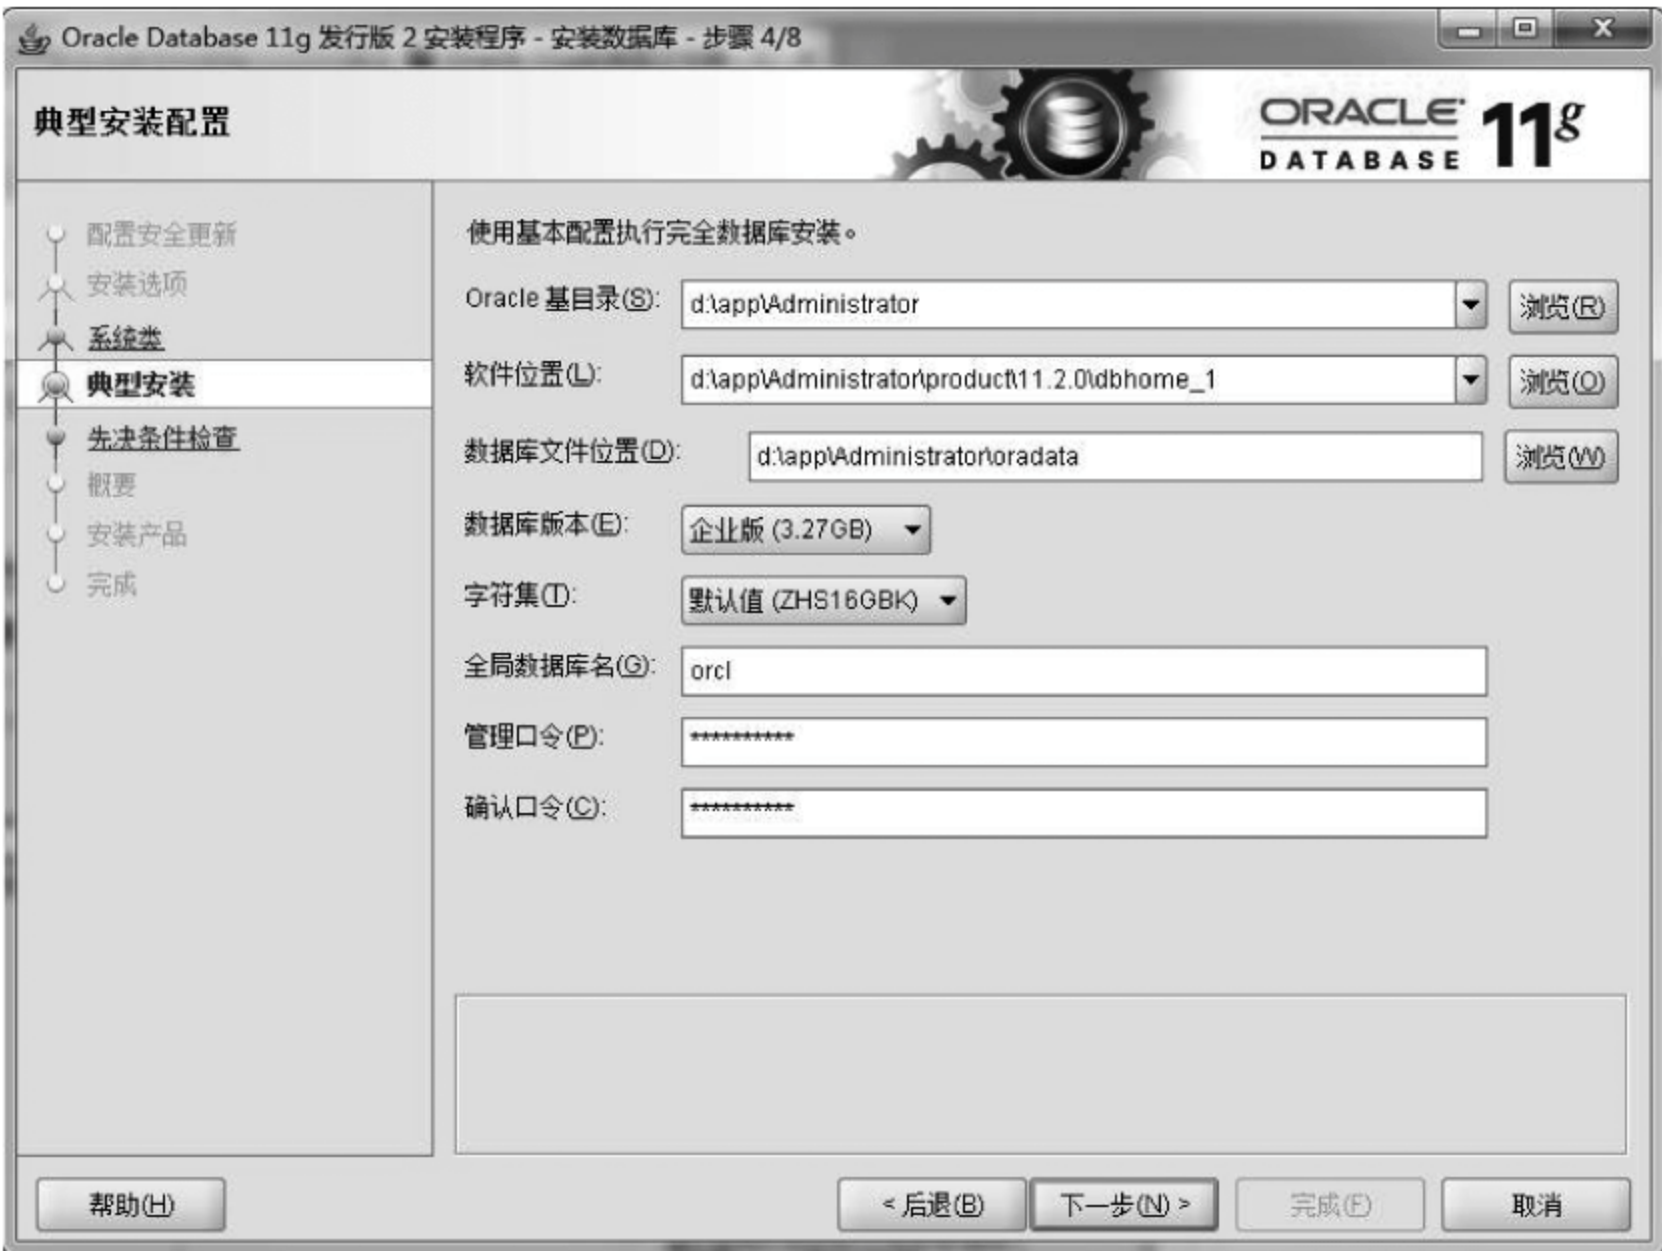 Oracle Database 11g 发行版 2 安装程序 - 安装数据库 - 步骤 4/8
典型安装配置
ORACLE DATABASE 11g
配置安全更新
安装选项
系统类
典型安装
先决条件检查
概要
安装产品
完成
使用基本配置执行完全数据库安装。
Oracle 基目录(S): d:\app\Administrator 浏览(R)
软件位置(L): d:\app\Administrator\product\11.2.0\dbhome_1 浏览(O)
数据库文件位置(D): d:\app\Administrator\oradata 浏览(W)
数据库版本(E): 企业版 (3.27GB)
字符集(T): 默认值 (ZHS16GBK)
全局数据库名(G): orcl
管理口令(P): **********
确认口令(C): **********
帮助(H) < 后退(B) 下一步(N) > 完成(F) 取消